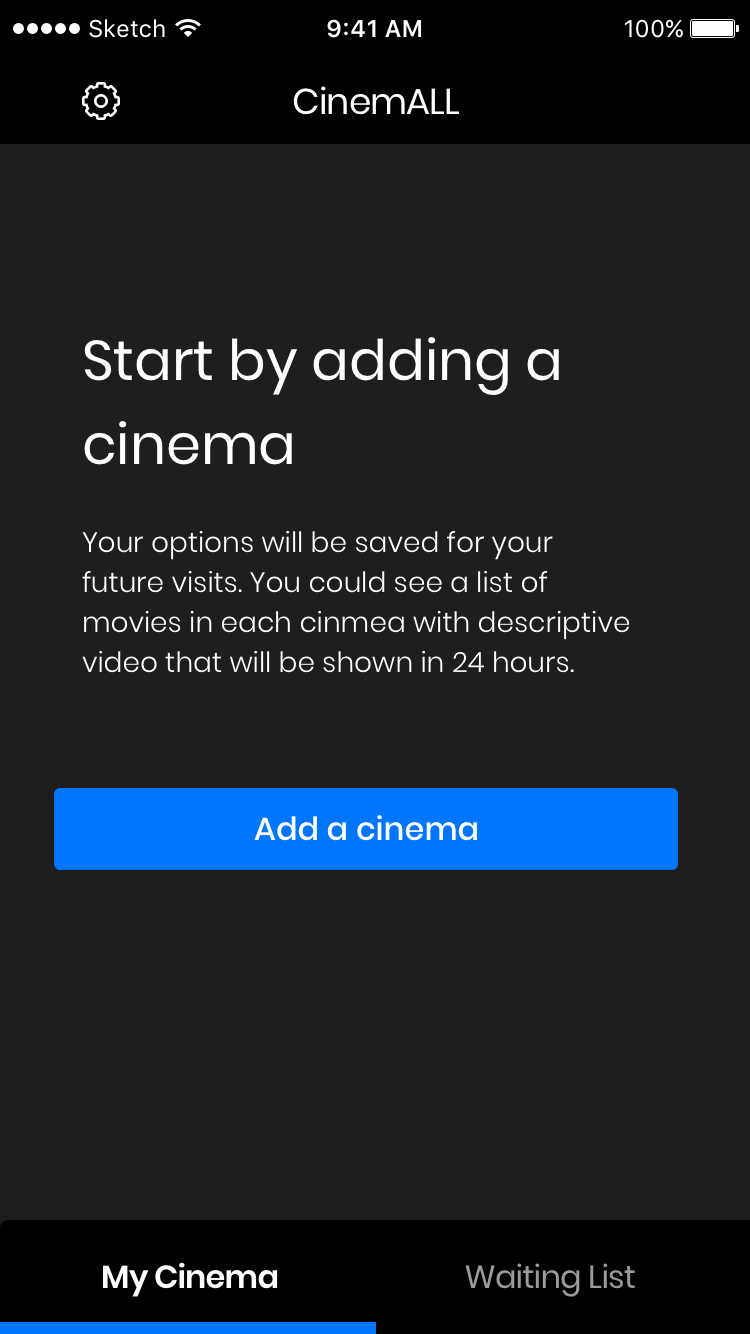 Sketch 9:41 AM 100%
CinemALL
Start by adding a
cinema
Your options will be saved for your
future visits. You could see a list of
movies in each cinmea with descriptive
video that will be shown in 24 hours.
Add a cinema
My Cinema Waiting List